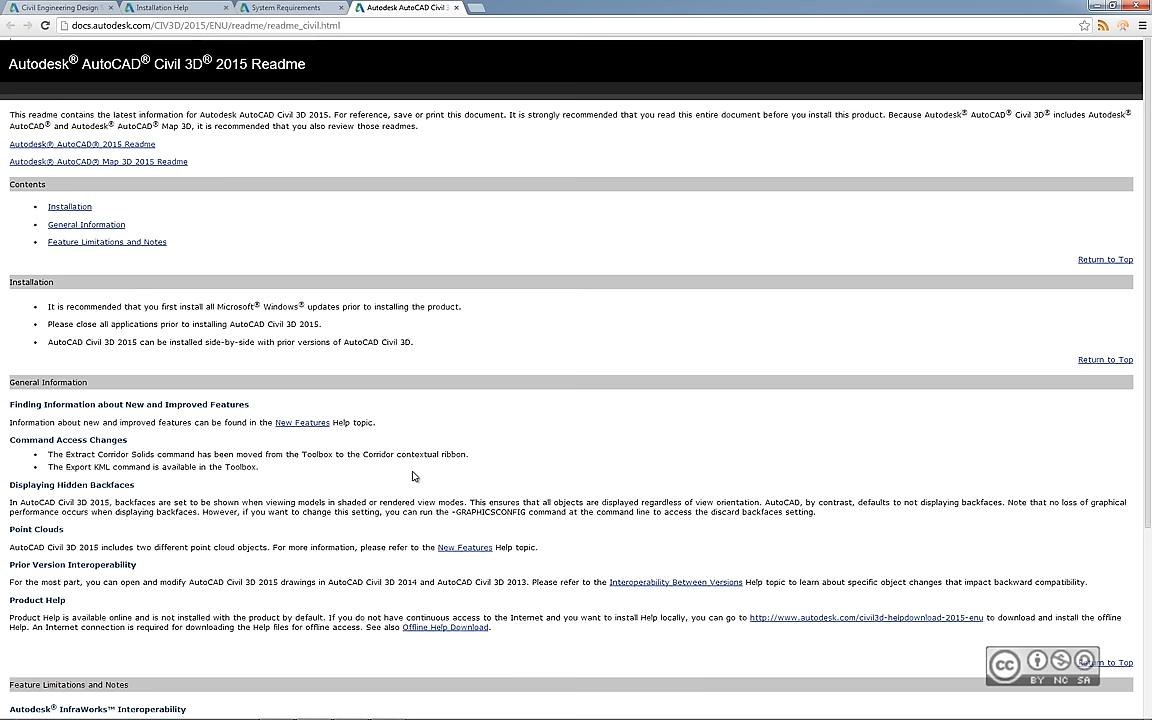 Civil Engineering Design S
Installation Help
System Requirements
Autodesk AutoCAD Civil 3
docs.autodesk.com/CIV3D/2015/ENU/readme/readme_civil.html
Autodesk® AutoCAD® Civil 3D® 2015 Readme
This readme contains the latest information for Autodesk AutoCAD Civil 3D 2015. For reference, save or print this document. It is strongly recommended that you read this entire document before you install this product. Because Autodesk® AutoCAD® Civil 3D® includes Autodesk®
AutoCAD® and Autodesk® AutoCAD® Map 3D, it is recommended that you also review those readmes.
Autodesk® AutoCAD® 2015 Readme
Autodesk® AutoCAD® Map 3D 2015 Readme
Contents
• Installation
• General Information
• Feature Limitations and Notes
Return to Top
Installation
• It is recommended that you first install all Microsoft® Windows® updates prior to installing the product.
• Please close all applications prior to installing AutoCAD Civil 3D 2015.
• AutoCAD Civil 3D 2015 can be installed side-by-side with prior versions of AutoCAD Civil 3D.
Return to Top
General Information
Finding Information about New and Improved Features
Information about new and improved features can be found in the New Features Help topic.
Command Access Changes
• The Extract Corridor Solids command has been moved from the Toolbox to the Corridor contextual ribbon.
• The Export KML command is available in the Toolbox.
Displaying Hidden Backfaces
In AutoCAD Civil 3D 2015, backfaces are set to be shown when viewing models in shaded or rendered view modes. This ensures that all objects are displayed regardless of view orientation. AutoCAD, by contrast, defaults to not displaying backfaces. Note that no loss of graphical
performance occurs when displaying backfaces. However, if you want to change this setting, you can run the -GRAPHICSCONFIG command at the command line to access the discard backfaces setting.
Point Clouds
AutoCAD Civil 3D 2015 includes two different point cloud objects. For more information, please refer to the New Features Help topic.
Prior Version Interoperability
For the most part, you can open and modify AutoCAD Civil 3D 2015 drawings in AutoCAD Civil 3D 2014 and AutoCAD Civil 3D 2013. Please refer to the Interoperability Between Versions Help topic to learn about specific object changes that impact backward compatibility.
Product Help
Product Help is available online and is not installed with the product by default. If you do not have continuous access to the Internet and you want to install Help locally, you can go to http://www.autodesk.com/civil3d-helpdownload-2015-enu to download and install the offline
Help. An Internet connection is required for downloading the Help files for offline access. See also Offline Help Download.
Return to Top
cc BY NC SA
Feature Limitations and Notes
Autodesk® InfraWorks™ Interoperability